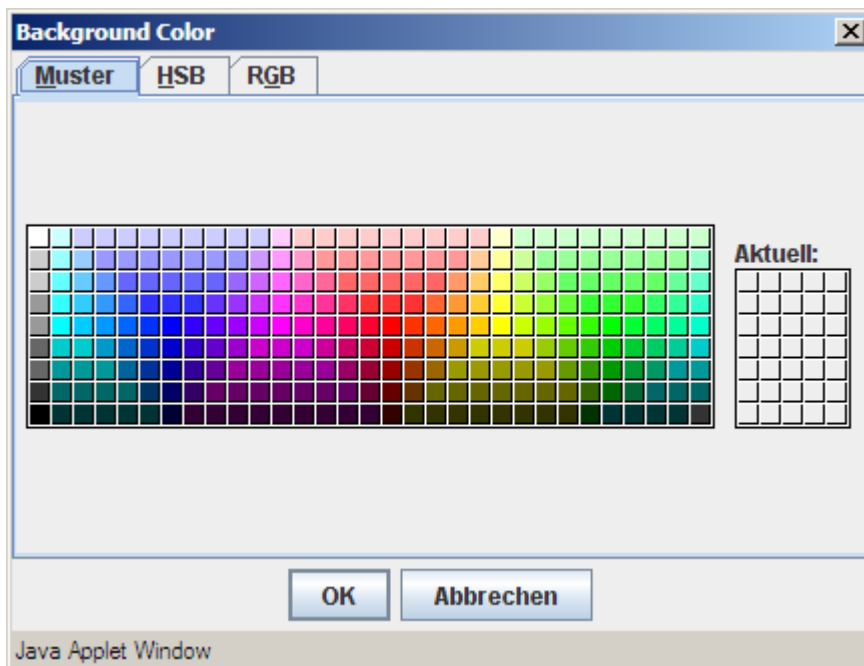 Background Color
Muster HSB RGB
Aktuell:
OK Abbrechen
Java Applet Window